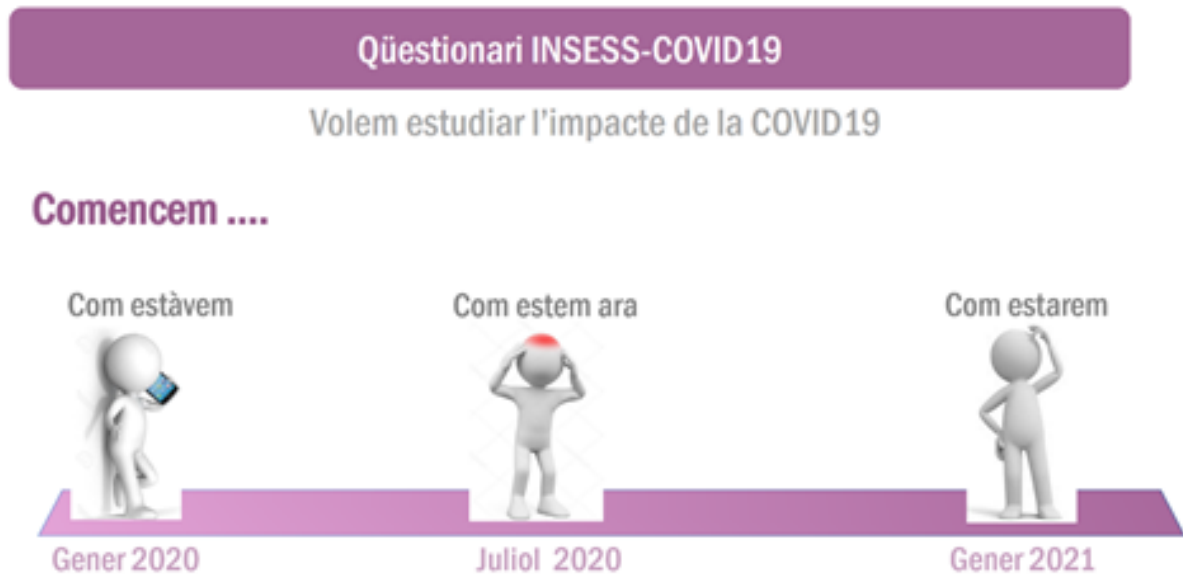 Qüestionari INSESS-COVID19
Volem estudiar l'impacte de la COVID19
Comencem ....
Com estàvem
Com estem ara
Com estarem
Gener 2020
Juliol 2020
Gener 2021